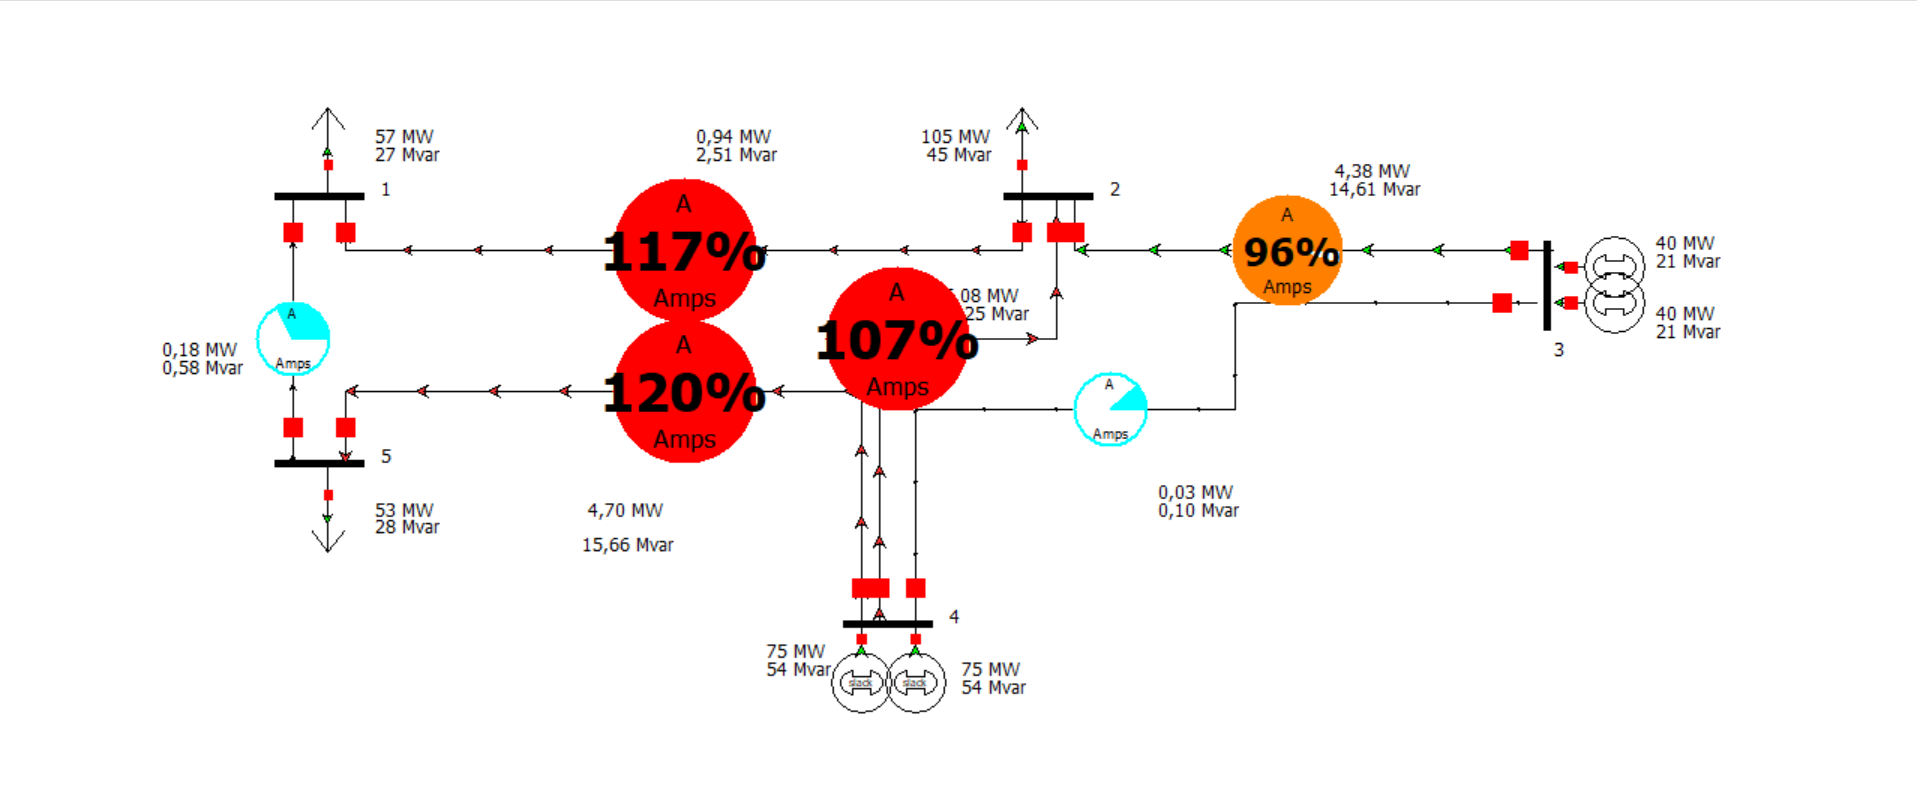 57 MW
27 Mvar
1
0,94 MW
2,51 Mvar
105 MW
45 Mvar
2
4,38 MW
14,61 Mvar
A
117%
Amps
A
96%
Amps
40 MW
21 Mvar
40 MW
21 Mvar
3
A
107%
Amps
08 MW
25 Mvar
A
Amps
0,18 MW
0,58 Mvar
A
120%
Amps
A
Amps
5
53 MW
28 Mvar
4,70 MW
15,66 Mvar
0,03 MW
0,10 Mvar
4
75 MW
54 Mvar
slack
slack
75 MW
54 Mvar